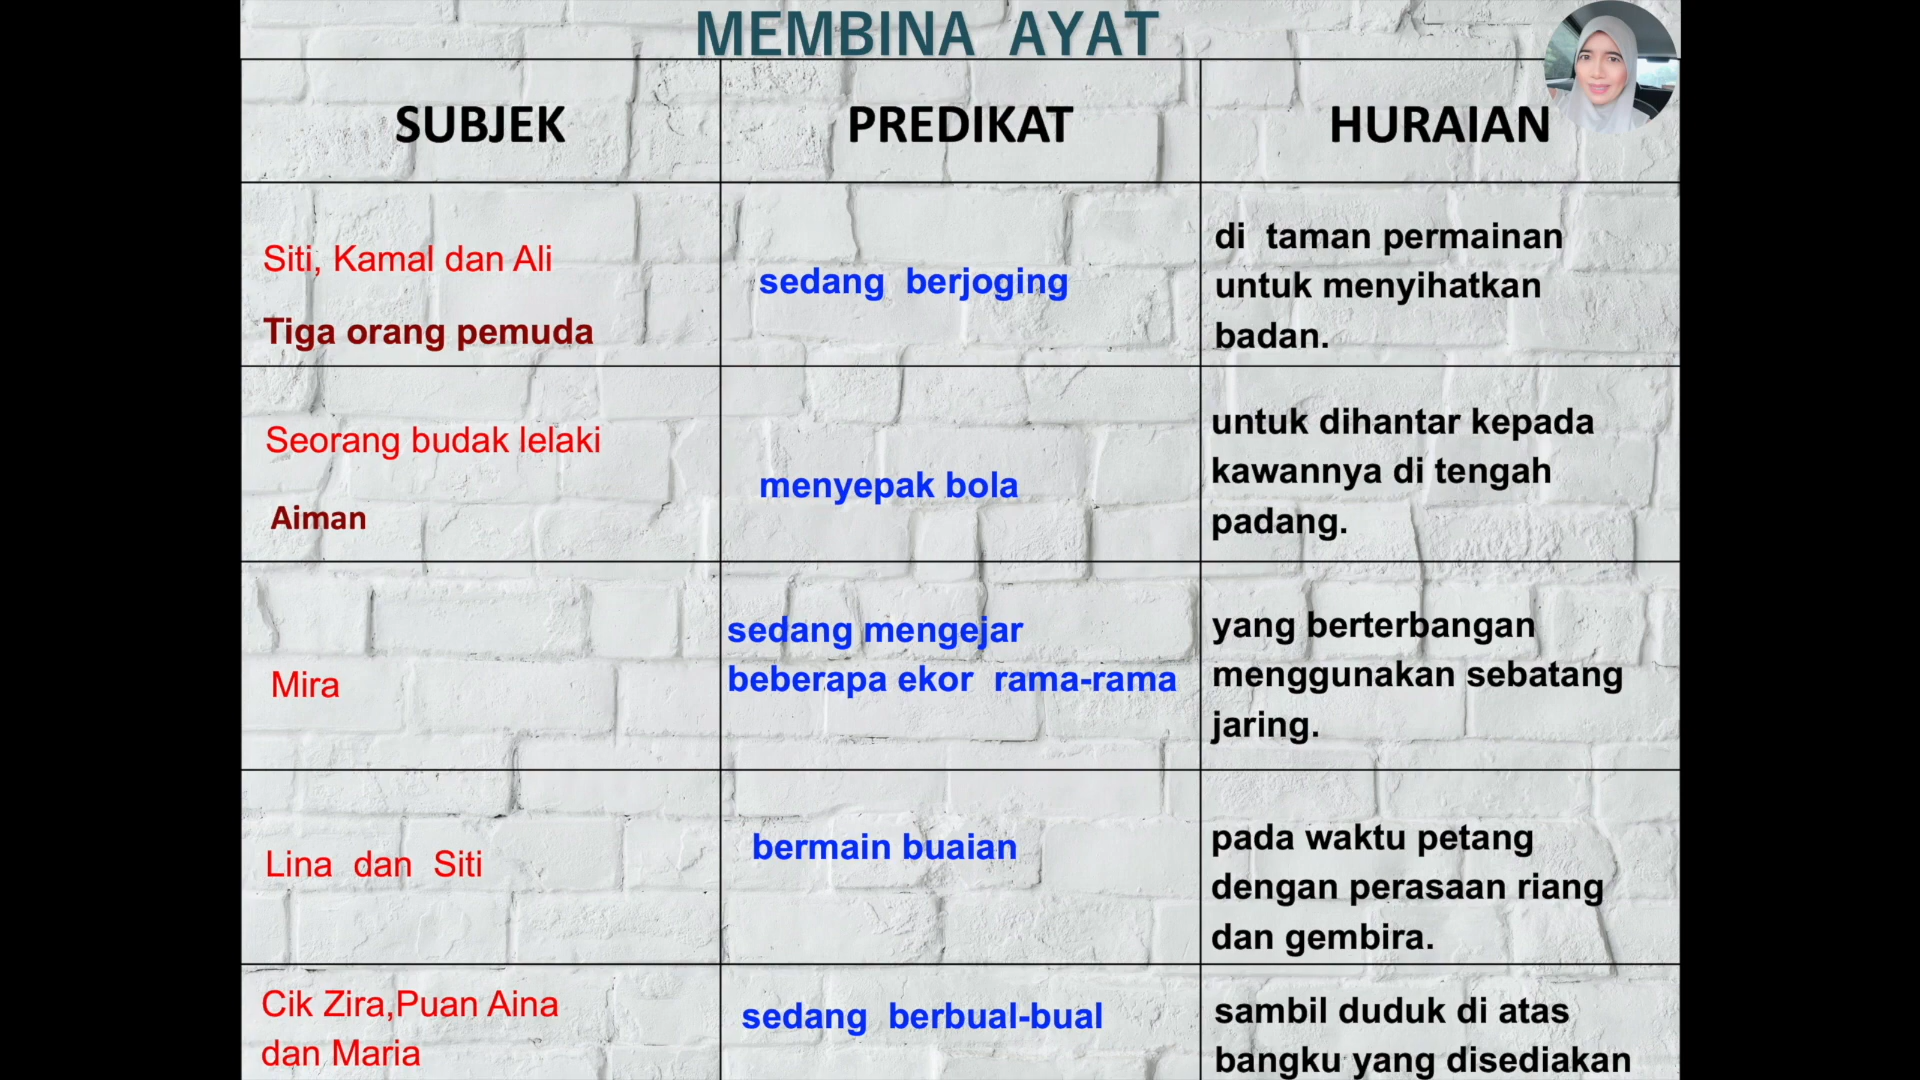 MEMBINA AYAT
SUBJEK
PREDIKAT
HURAIAN
Siti, Kamal dan Ali
Tiga orang pemuda
sedang berjoging
di taman permainan
untuk menyihatkan
badan.
Seorang budak lelaki
Aiman
menyepak bola
untuk dihantar kepada
kawannya di tengah
padang.
Mira
sedang mengejar
beberapa ekor rama-rama
yang berterbangan
menggunakan sebatang
jaring.
Lina dan Siti
bermain buaian
pada waktu petang
dengan perasaan riang
dan gembira.
Cik Zira,Puan Aina
dan Maria
sedang berbual-bual
sambil duduk di atas
bangku yang disediakan